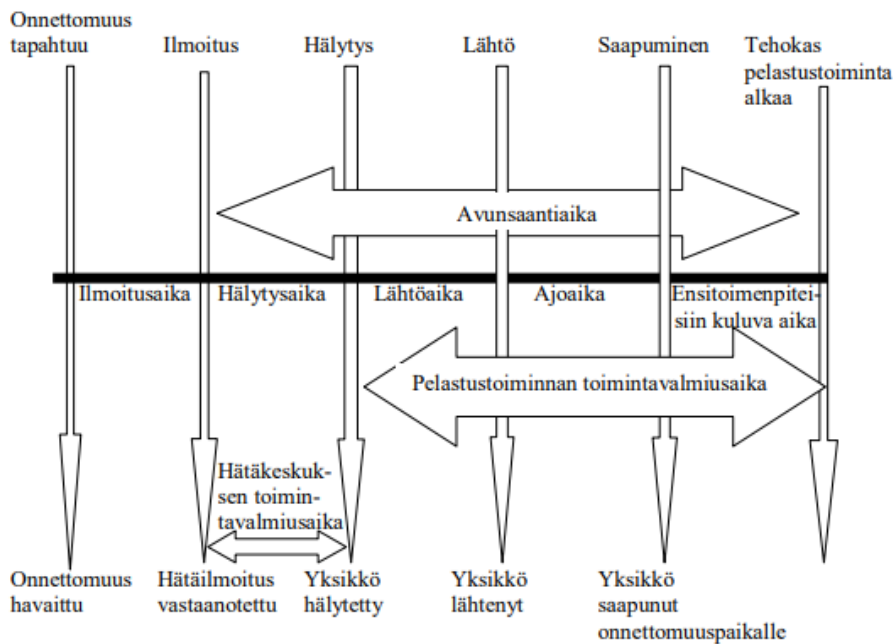 Onnettomuus
tapahtuu
Ilmoitus
Hälytys
Lähtö
Saapuminen
Tehokas
pelastustoiminta
alkaa
Avunsaantiaika
Ilmoitusaika
Hälytysaika
Lähtöaika
Ajoaika
Ensitoimenpitei-
siin kuluva aika
Pelastustoiminnan toimintavalmiusaika
Hätäkeskuk-
sen toimin-
tavalmiusaika
Onnettomuus
havaittu
Hätäilmoitus
vastaanotettu
Yksikkö
hälytetty
Yksikkö
lähtenyt
Yksikkö
saapunut
onnettomuuspaikalle